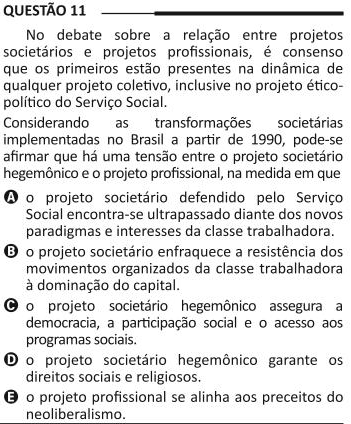 QUESTÃO 11
No debate sobre a relação entre projetos
societários e projetos profissionais, é consenso
que os primeiros estão presentes na dinâmica de
qualquer projeto coletivo, inclusive no projeto ético-
político do Serviço Social.
Considerando as transformações societárias
implementadas no Brasil a partir de 1990, pode-se
afirmar que há uma tensão entre o projeto societário
hegemônico e o projeto profissional, na medida em que
A o projeto societário defendido pelo Serviço
Social encontra-se ultrapassado diante dos novos
paradigmas e interesses da classe trabalhadora.
B o projeto societário enfraquece a resistência dos
movimentos organizados da classe trabalhadora
à dominação do capital.
C o projeto societário hegemônico assegura a
democracia, a participação social e o acesso aos
programas sociais.
D o projeto societário hegemônico garante os
direitos sociais e religiosos.
E o projeto profissional se alinha aos preceitos do
neoliberalismo.